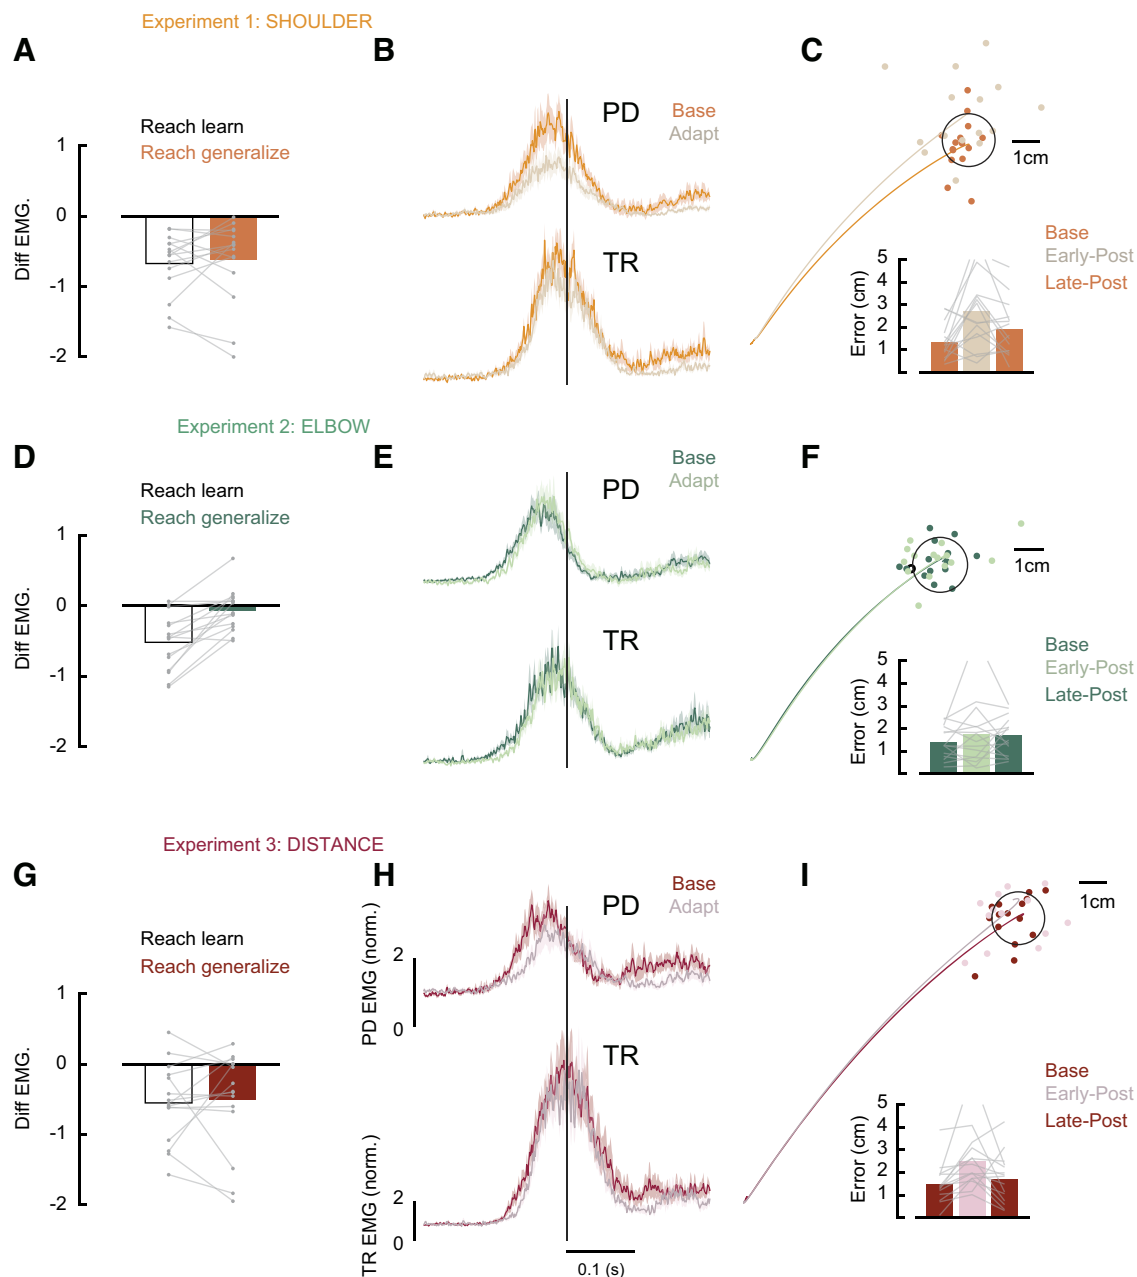 Experiment 1: SHOULDER
A
B
C
Reach learn
Reach generalize
PD
Base
Adapt
1cm
1
0
-1
-2
Diff EMG.
TR
Base
Early-Post
Late-Post
5
4
3
2
1
Error (cm)
Experiment 2: ELBOW
D
E
F
Reach learn
Reach generalize
Base
Adapt
PD
1cm
1
0
-1
-2
Diff EMG.
TR
Base
Early-Post
Late-Post
5
4
3
2
1
Error (cm)
Experiment 3: DISTANCE
G
H
I
Reach learn
Reach generalize
Base
Adapt
PD
1cm
1
0
-1
-2
Diff EMG.
2
0
PD EMG (norm.)
TR
2
0
TR EMG (norm.)
0.1 (s)
Base
Early-Post
Late-Post
5
4
3
2
1
Error (cm)